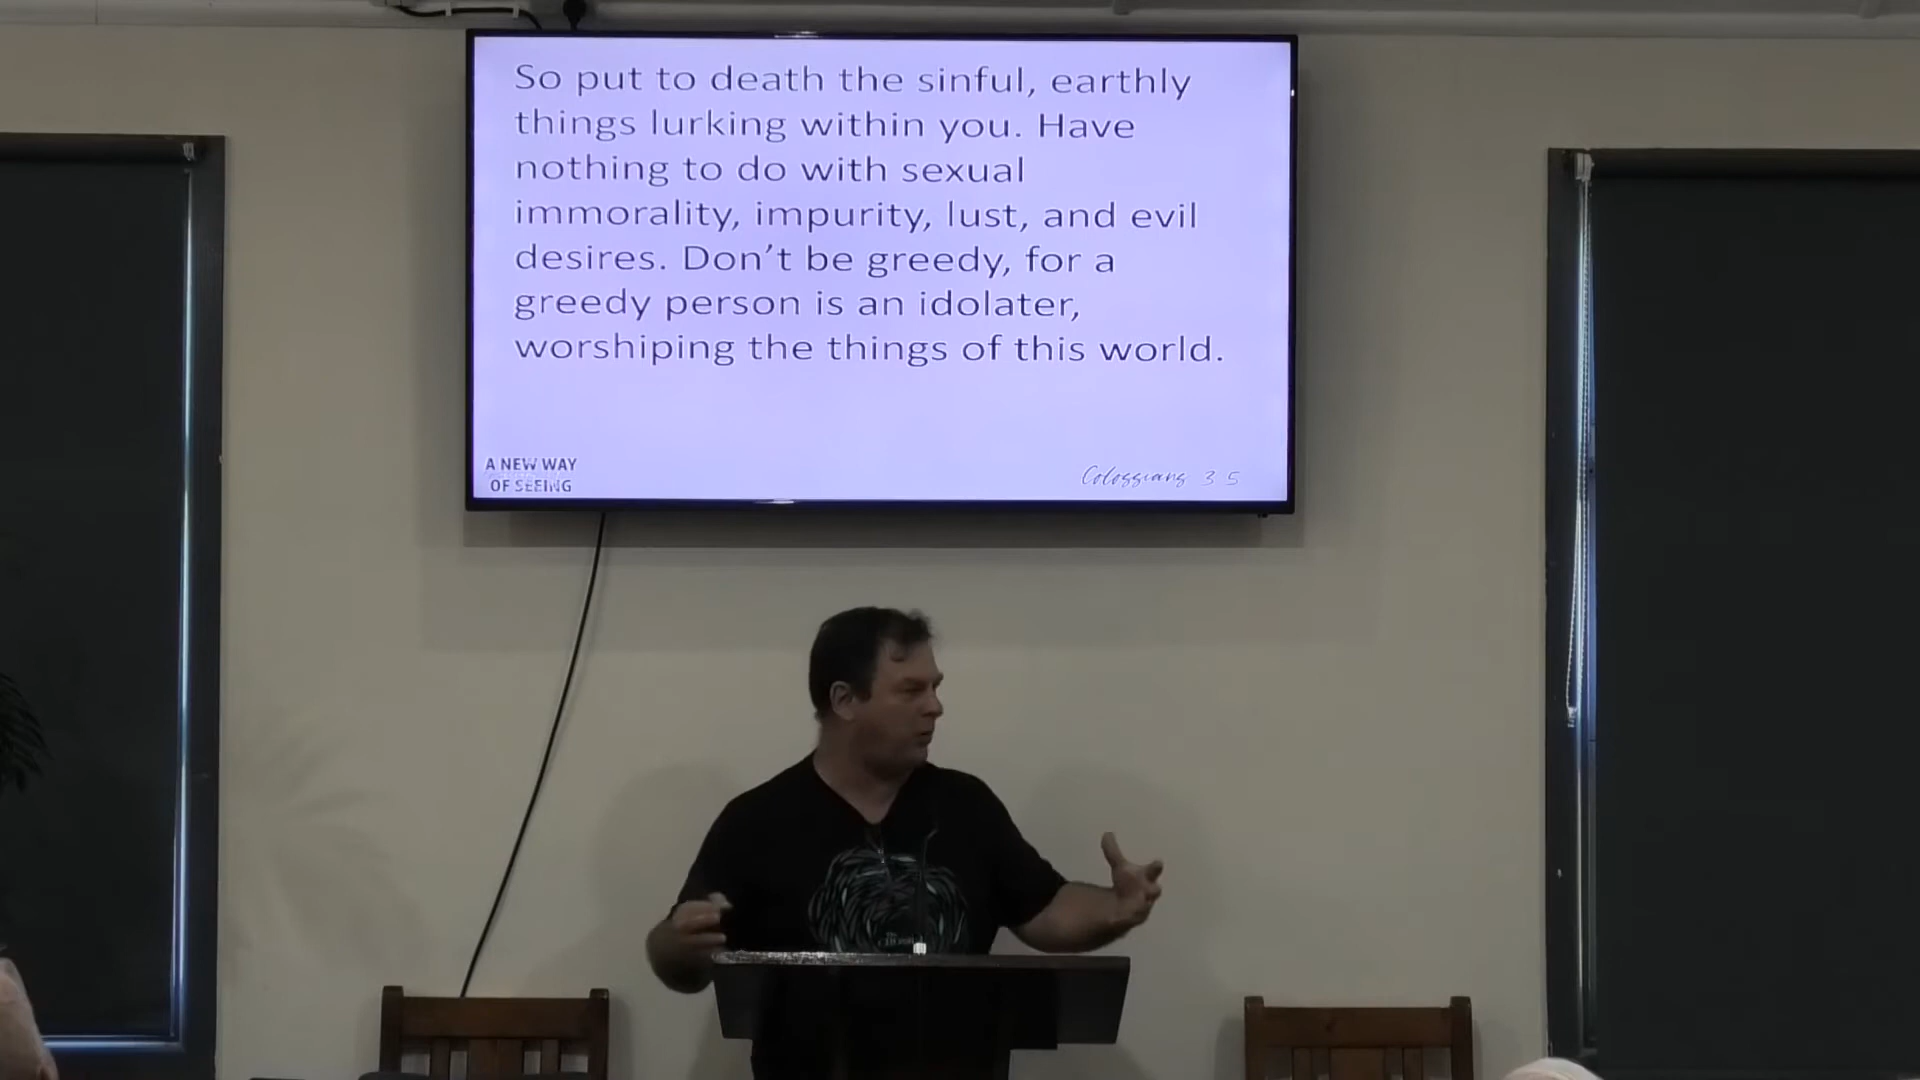 So put to death the sinful, earthly
things lurking within you. Have
nothing to do with sexual
immorality, impurity, lust, and evil
desires. Don’t be greedy, for a
greedy person is an idolater,
worshiping the things of this world.
A NEW WAY
OF SEEING
Colossians 3 5